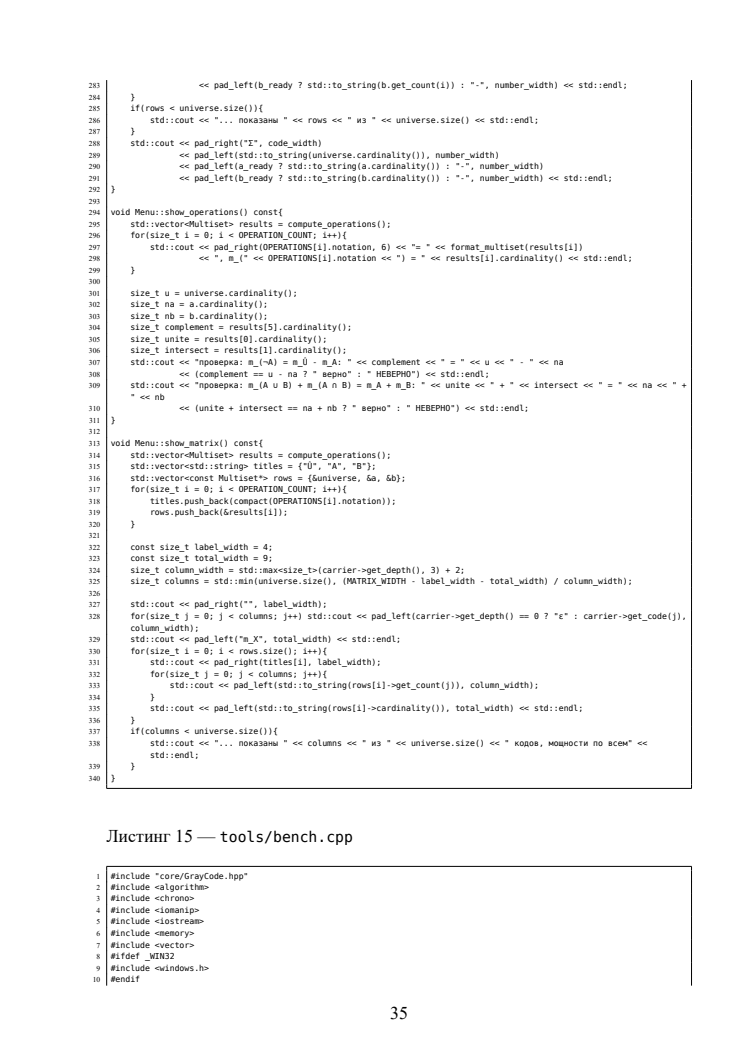 283 << pad_left(b_ready ? std::to_string(b.get_count(i)) : "-", number_width) << std::endl;
284 }
285 if(rows < universe.size()){
286 std::cout << "... показаны " << rows << " из " << universe.size() << std::endl;
287 }
288 std::cout << pad_right("Σ", code_width)
289 << pad_left(std::to_string(universe.cardinality()), number_width)
290 << pad_left(a_ready ? std::to_string(a.cardinality()) : "-", number_width)
291 << pad_left(b_ready ? std::to_string(b.cardinality()) : "-", number_width) << std::endl;
292 }
293
294 void Menu::show_operations() const{
295 std::vector<Multiset> results = compute_operations();
296 for(size_t i = 0; i < OPERATION_COUNT; i++){
297 std::cout << pad_right(OPERATIONS[i].notation, 6) << "= " << format_multiset(results[i])
298 << ", m_(" << OPERATIONS[i].notation << ") = " << results[i].cardinality() << std::endl;
299 }
300
301 size_t u = universe.cardinality();
302 size_t na = a.cardinality();
303 size_t nb = b.cardinality();
304 size_t complement = results[5].cardinality();
305 size_t unite = results[0].cardinality();
306 size_t intersect = results[1].cardinality();
307 std::cout << "проверка: m_(¬A) = m_Û - m_A: " << complement << " = " << u << " - " << na
308 << (complement == u - na ? " верно" : " НЕВЕРНО") << std::endl;
309 std::cout << "проверка: m_(A ∪ B) + m_(A ∩ B) = m_A + m_B: " << unite << " + " << intersect << " = " << na << " +
" << nb
310 << (unite + intersect == na + nb ? " верно" : " НЕВЕРНО") << std::endl;
311 }
312
313 void Menu::show_matrix() const{
314 std::vector<Multiset> results = compute_operations();
315 std::vector<std::string> titles = {"Û", "A", "B"};
316 std::vector<const Multiset*> rows = {&universe, &a, &b};
317 for(size_t i = 0; i < OPERATION_COUNT; i++){
318 titles.push_back(compact(OPERATIONS[i].notation));
319 rows.push_back(&results[i]);
320 }
321
322 const size_t label_width = 4;
323 const size_t total_width = 9;
324 size_t column_width = std::max<size_t>(carrier->get_depth(), 3) + 2;
325 size_t columns = std::min(universe.size(), (MATRIX_WIDTH - label_width - total_width) / column_width);
326
327 std::cout << pad_right("", label_width);
328 for(size_t j = 0; j < columns; j++) std::cout << pad_left(carrier->get_depth() == 0 ? "ε" : carrier->get_code(j),
column_width);
329 std::cout << pad_left("m_X", total_width) << std::endl;
330 for(size_t i = 0; i < rows.size(); i++){
331 std::cout << pad_right(titles[i], label_width);
332 for(size_t j = 0; j < columns; j++){
333 std::cout << pad_left(std::to_string(rows[i]->get_count(j)), column_width);
334 }
335 std::cout << pad_left(std::to_string(rows[i]->cardinality()), total_width) << std::endl;
336 }
337 if(columns < universe.size()){
338 std::cout << "... показаны " << columns << " из " << universe.size() << " кодов, мощности по всем" <<
std::endl;
339 }
340 }
Листинг 15 — tools/bench.cpp
1 #include "core/GrayCode.hpp"
2 #include <algorithm>
3 #include <chrono>
4 #include <iomanip>
5 #include <iostream>
6 #include <memory>
7 #include <vector>
8 #ifdef _WIN32
9 #include <windows.h>
10 #endif
35